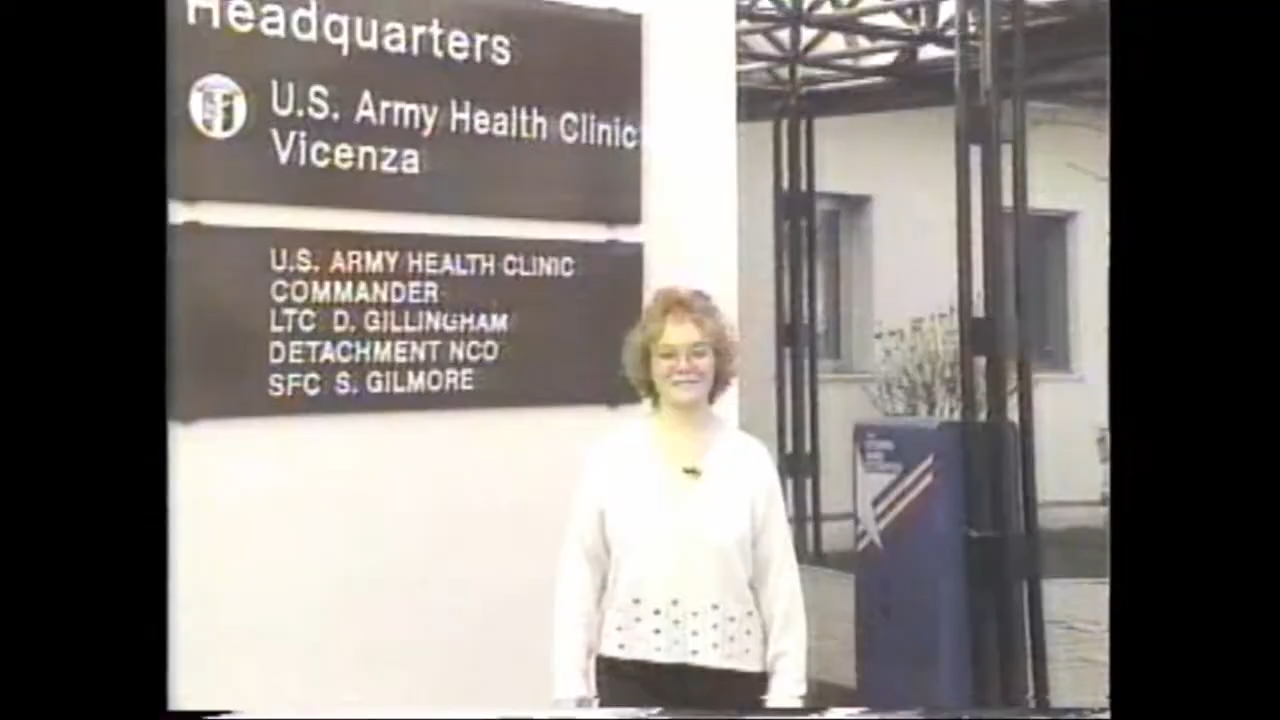 Headquarters
U.S. Army Health Clinic
Vicenza
U.S. ARMY HEALTH CLINIC
COMMANDER
LTC D. GILLINGHAM
DETACHMENT NCO
SFC S. GILMORE